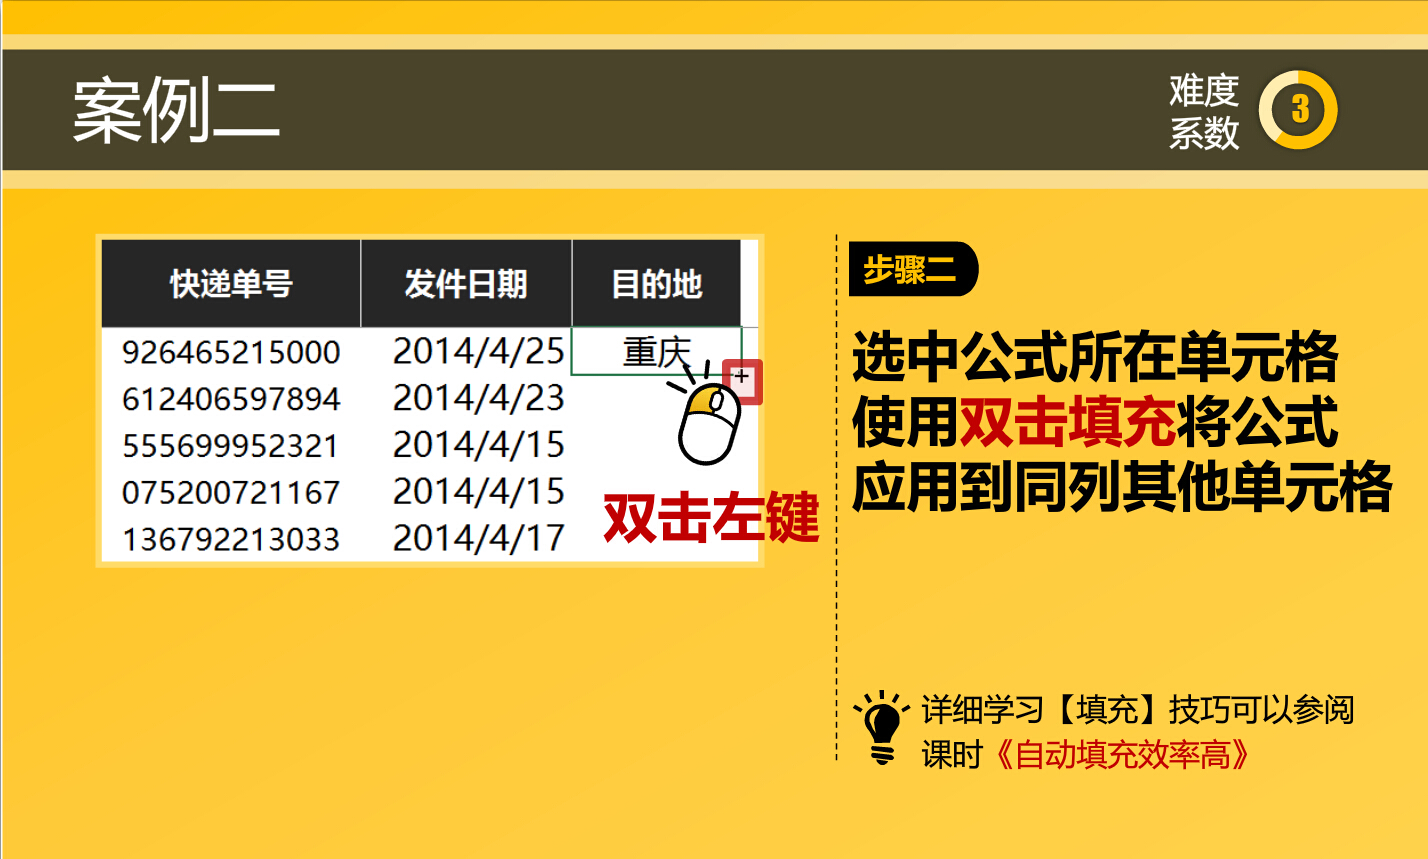 案例二
难度
系数
3
快递单号 发件日期 目的地
926465215000 2014/4/25 重庆
612406597894 2014/4/23
555699952321 2014/4/15
075200721167 2014/4/15
136792213033 2014/4/17
双击左键
步骤二
选中公式所在单元格
使用双击填充将公式
应用到同列其他单元格
详细学习【填充】技巧可以参阅
课时《自动填充效率高》